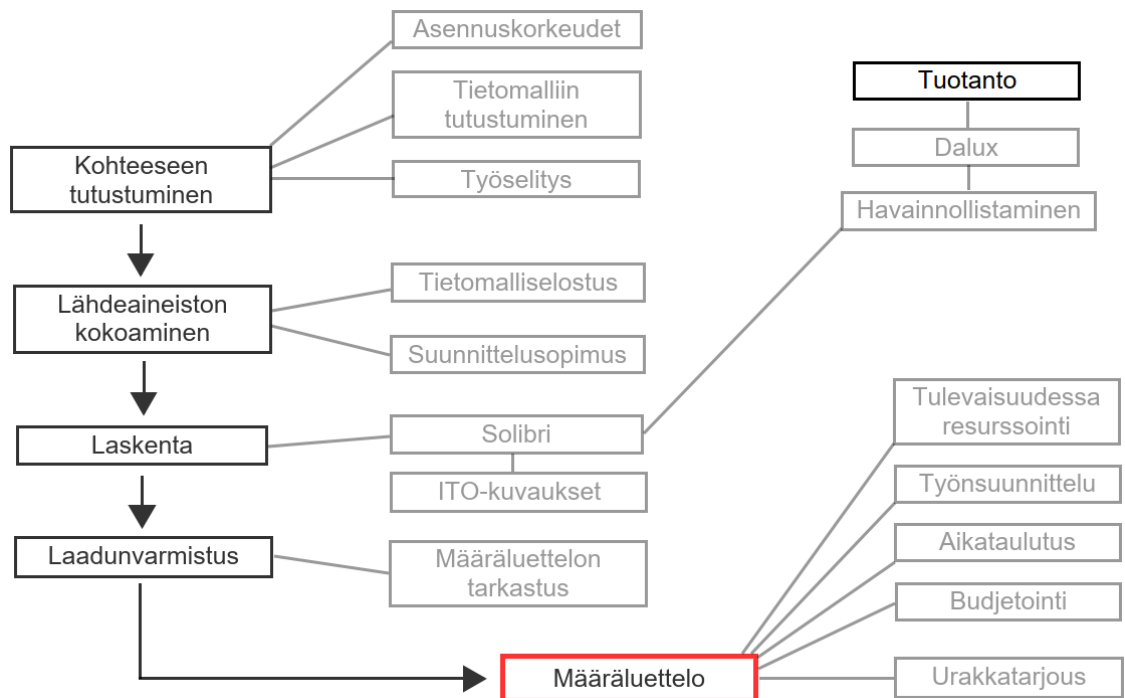 Asennuskorkeudet
Tietomalliin
tutustuminen
Työselitys
Kohteeseen
tutustuminen
Tuotanto
Dalux
Havainnollistaminen
Lähdeaineiston
kokoaminen
Tietomalliselostus
Suunnittelusopimus
Laskenta
Solibri
ITO-kuvaukset
Laadunvarmistus
Määräluettelon
tarkastus
Määräluettelo
Tulevaisuudessa
resurssointi
Työnsuunnittelu
Aikataulutus
Budjetointi
Urakkatarjous